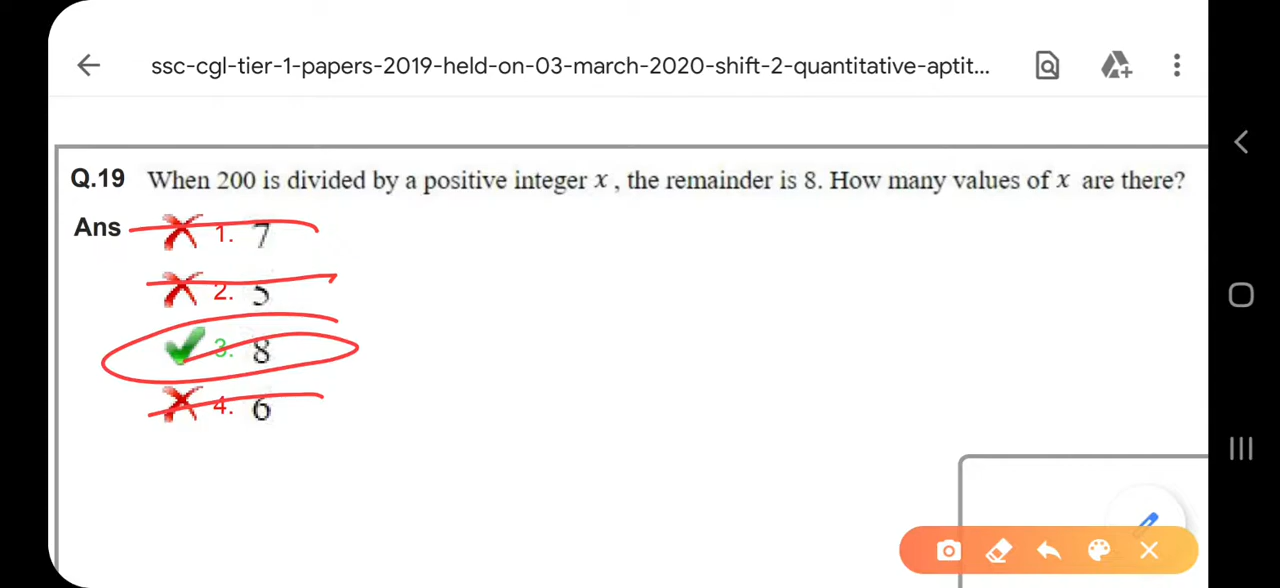 ssc-cgl-tier-1-papers-2019-held-on-03-march-2020-shift-2-quantitative-aptit...
Q.19 When 200 is divided by a positive integer x , the remainder is 8. How many values of x are there?
Ans 1. 7
2. 5
3. 8
4. 6